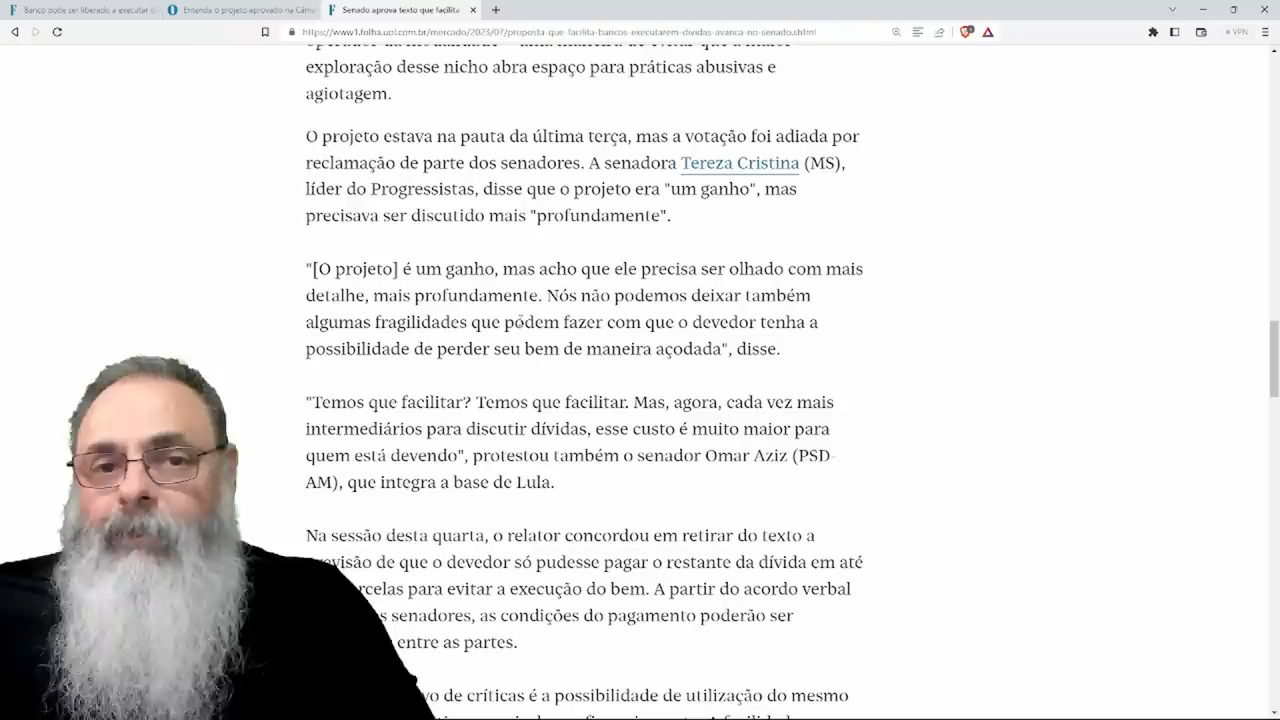 Banco pode ser liberado a executar d
Entenda o projeto aprovado na Câma
Senado aprova texto que facilita
https://www1.folha.uol.com.br/mercado/2023/07/proposta-que-facilita-bancos-executarem-dividas-avanca-no-senado.shtml
VPN
exploração desse nicho abra espaço para práticas abusivas e
agiotagem.
O projeto estava na pauta da última terça, mas a votação foi adiada por
reclamação de parte dos senadores. A senadora Tereza Cristina (MS),
líder do Progressistas, disse que o projeto era "um ganho", mas
precisava ser discutido mais "profundamente".
"[O projeto] é um ganho, mas acho que ele precisa ser olhado com mais
detalhe, mais profundamente. Nós não podemos deixar também
algumas fragilidades que podem fazer com que o devedor tenha a
possibilidade de perder seu bem de maneira açodada", disse.
"Temos que facilitar? Temos que facilitar. Mas, agora, cada vez mais
intermediários para discutir dívidas, esse custo é muito maior para
quem está devendo", protestou também o senador Omar Aziz (PSD-
AM), que integra a base de Lula.
Na sessão desta quarta, o relator concordou em retirar do texto a
de que o devedor só pudesse pagar o restante da dívida em até
para evitar a execução do bem. A partir do acordo verbal
senadores, as condições do pagamento poderão ser
entre as partes.
de críticas é a possibilidade de utilização do mesmo